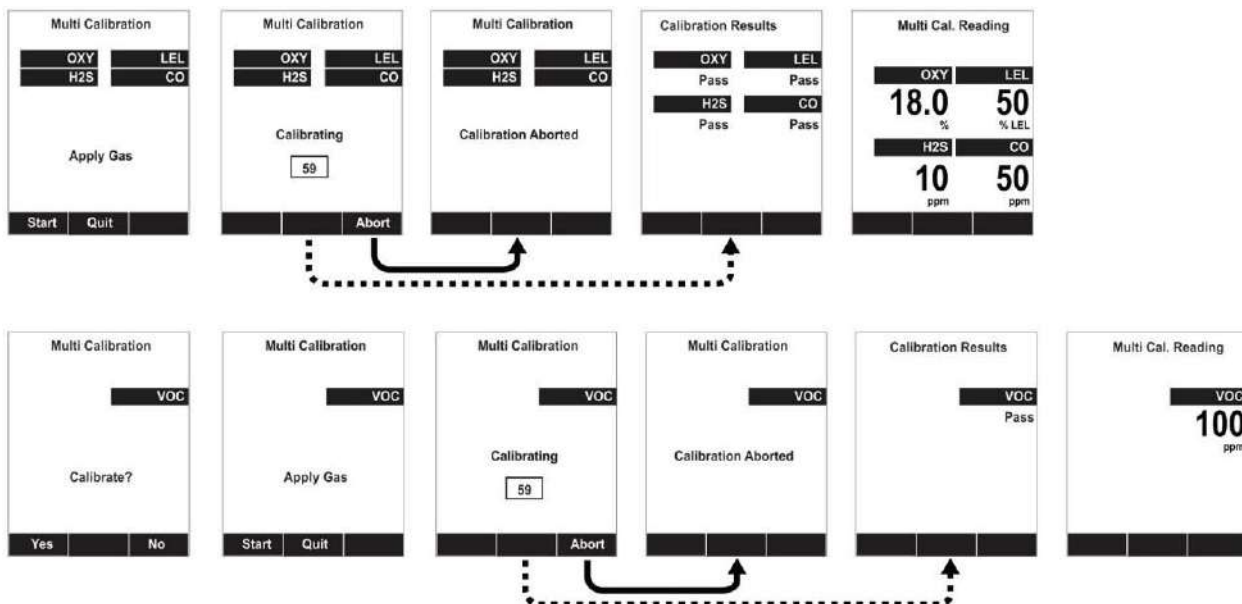 Multi Calibration
OXY LEL
H2S CO
Apply Gas
Start Quit
Multi Calibration
OXY LEL
H2S CO
Calibrating
59
Abort
Multi Calibration
OXY LEL
H2S CO
Calibration Aborted
Calibration Results
OXY LEL
Pass Pass
H2S CO
Pass Pass
Multi Cal. Reading
OXY LEL
18.0 50
% % LEL
H2S CO
10 50
ppm ppm
Multi Calibration
VOC
Calibrate?
Yes No
Multi Calibration
VOC
Apply Gas
Start Quit
Multi Calibration
VOC
Calibrating
59
Abort
Multi Calibration
VOC
Calibration Aborted
Calibration Results
VOC
Pass
Multi Cal. Reading
VOC
100
ppm